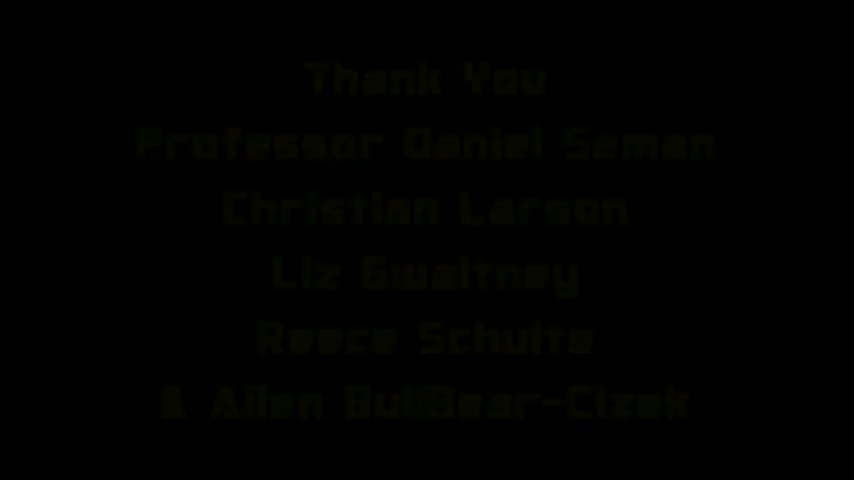 Thank You
Professor Daniel Seman
Christian Larson
Liz Gwaltney
Reece Schulte
& Allen BullBear-Cizek